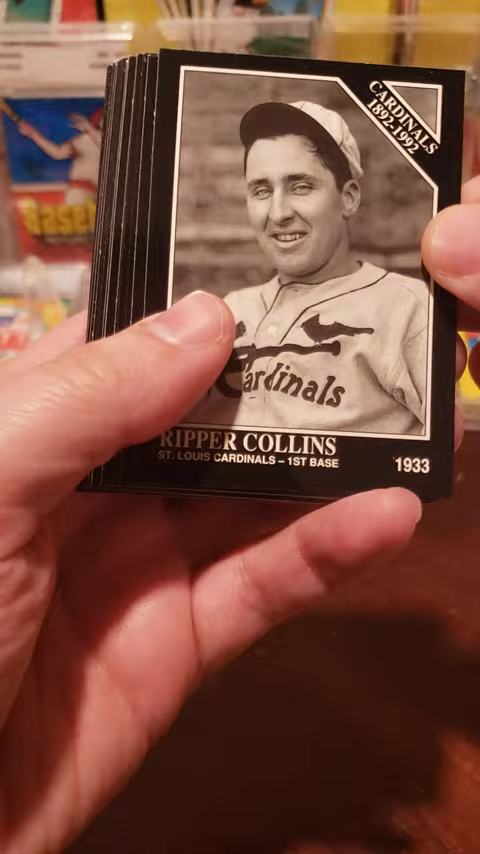 CARDINALS
1892-1992
Cardinals
RIPPER COLLINS
ST. LOUIS CARDINALS – 1ST BASE
1933